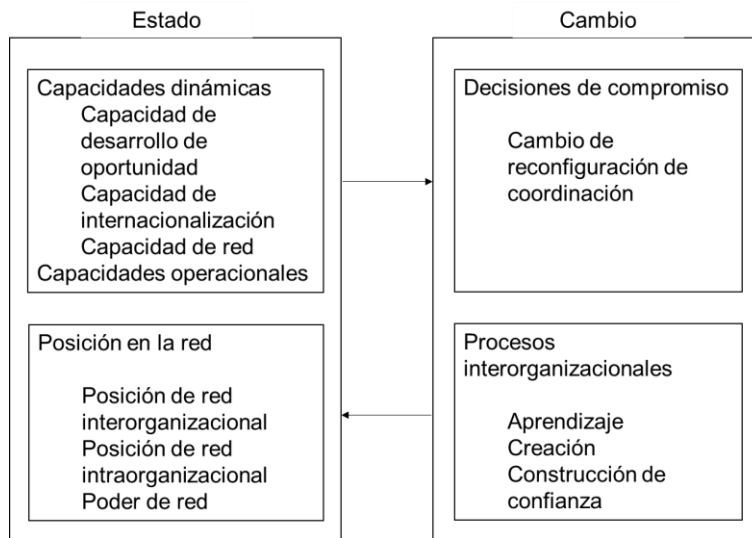 Estado
Capacidades dinámicas
Capacidad de
desarrollo de
oportunidad
Capacidad de
internacionalización
Capacidad de red
Capacidades operacionales
Posición en la red
Posición de red
interorganizacional
Posición de red
intraorganizacional
Poder de red
Cambio
Decisiones de compromiso
Cambio de
reconfiguración de
coordinación
Procesos
interorganizacionales
Aprendizaje
Creación
Construcción de
confianza